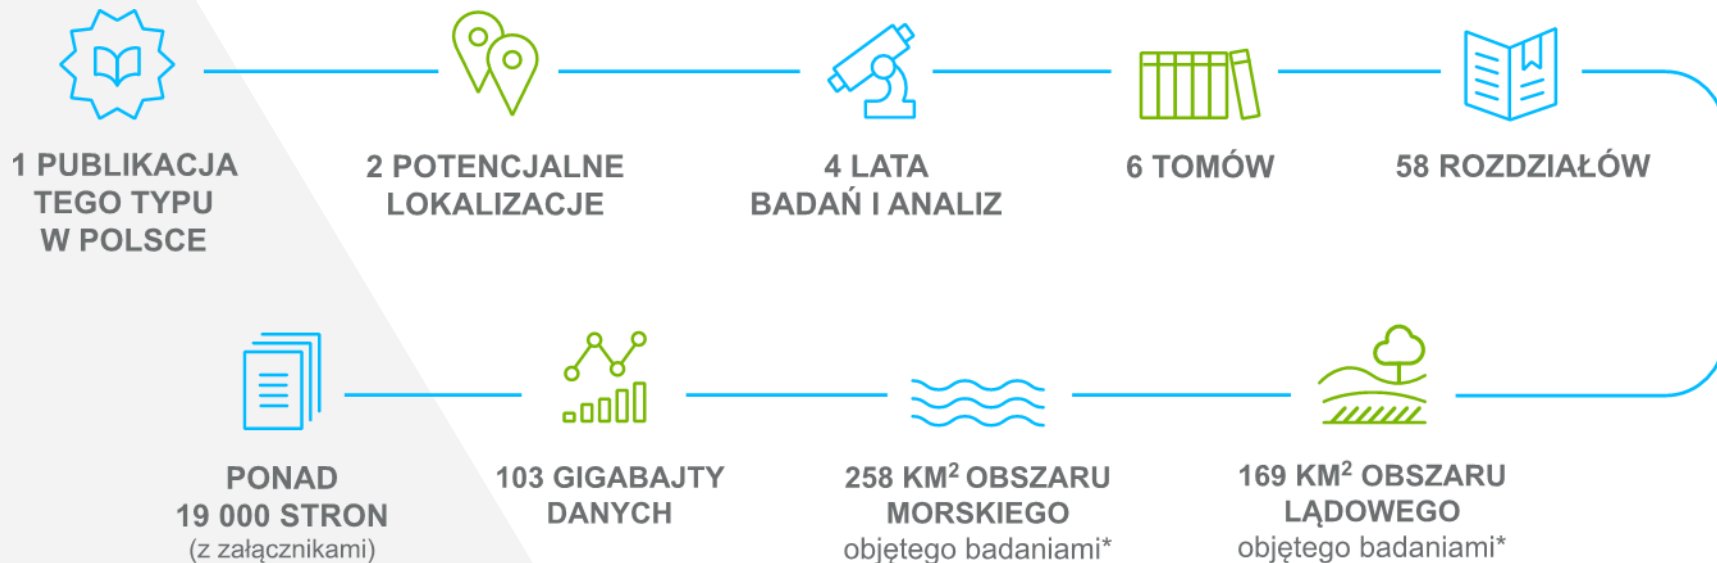 1 PUBLIKACJA
TEGO TYPU
W POLSCE
2 POTENCJALNE
LOKALIZACJE
4 LATA
BADAŃ I ANALIZ
6 TOMÓW
58 ROZDZIAŁÓW
PONAD
19 000 STRON
(z załącznikami)
103 GIGABAJTY
DANYCH
258 KM² OBSZARU
MORSKIEGO
objętego badaniami*
169 KM² OBSZARU
LĄDOWEGO
objętego badaniami*